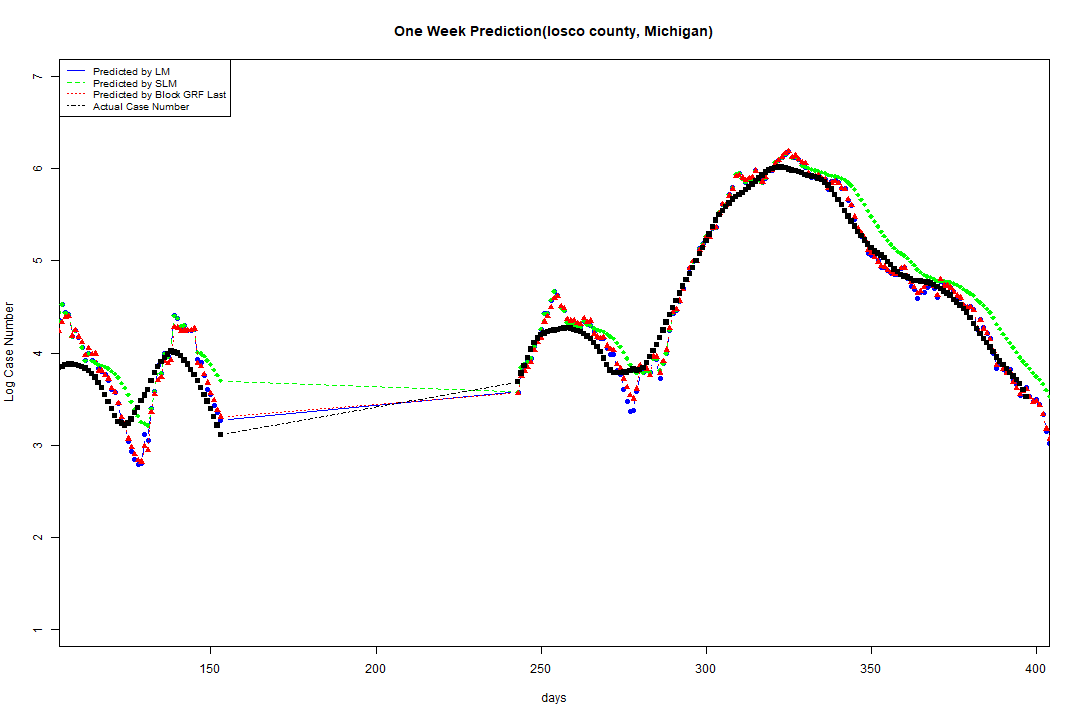 One Week Prediction(Iosco county, Michigan)
Predicted by LM
Predicted by SLM
Predicted by Block GRF Last
Actual Case Number
Log Case Number
7
6
5
4
3
2
1
150 200 250 300 350 400
days